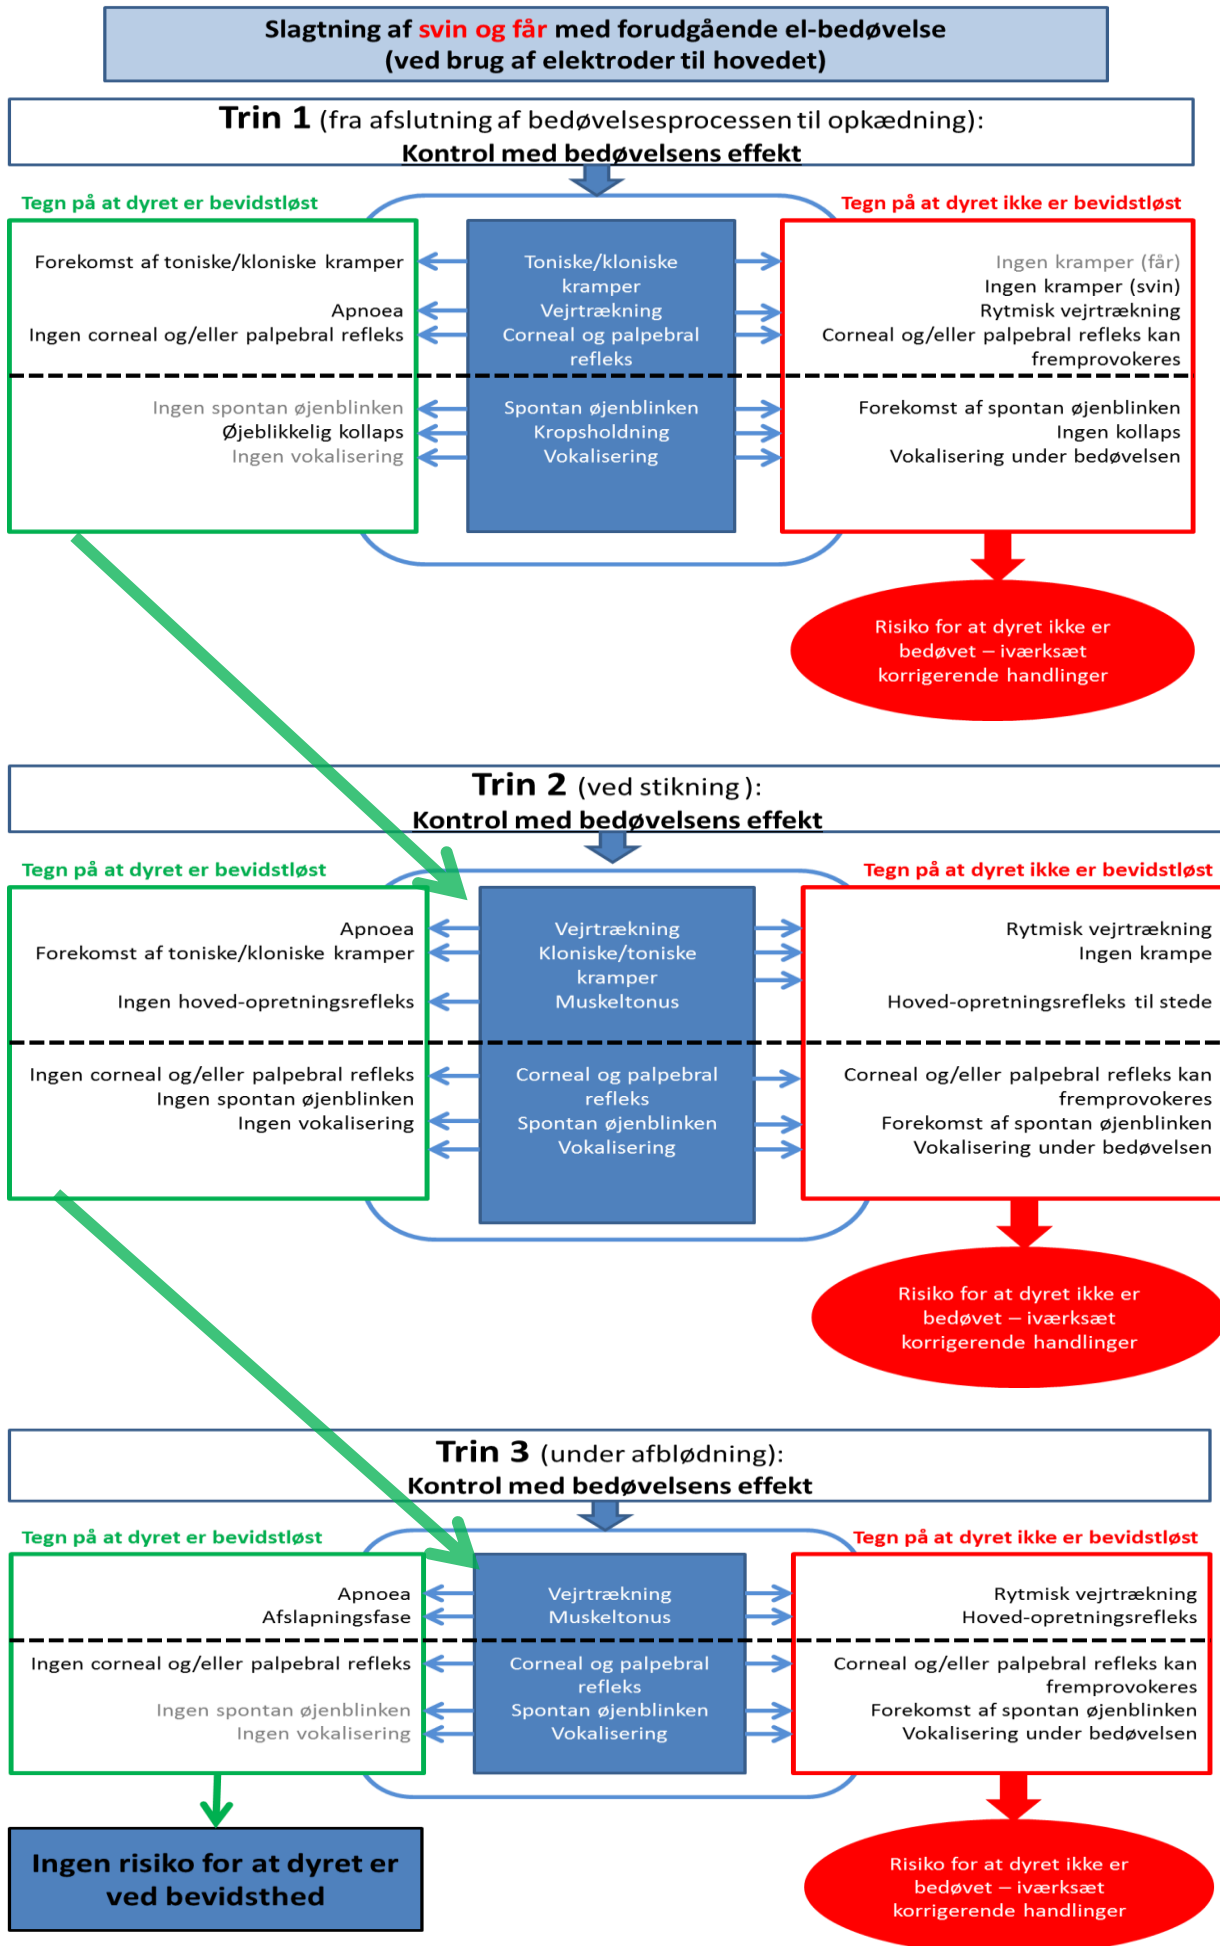 Slagtning af svin og får med forudgående el-bedøvelse
(ved brug af elektroder til hovedet)
Trin 1 (fra afslutning af bedøvelsesprocessen til opkædning):
Kontrol med bedøvelsens effekt
Tegn på at dyret er bevidstløst
Forekomst af toniske/kloniske kramper
Apnoea
Ingen corneal og/eller palpebral refleks
Ingen spontan øjenblinken
Øjeblikkelig kollaps
Ingen vokalisering
Toniske/kloniske
kramper
Vejrtrækning
Corneal og palpebral
refleks
Spontan øjenblinken
Kropsholdning
Vokalisering
Tegn på at dyret ikke er bevidstløst
Ingen kramper (får)
Ingen kramper (svin)
Rytmisk vejrtrækning
Corneal og/eller palpebral refleks kan
fremprovokeres
Forekomst af spontan øjenblinken
Ingen kollaps
Vokalisering under bedøvelsen
Risiko for at dyret ikke er
bedøvet – iværksæt
korrigerende handlinger
Trin 2 (ved stikning ):
Kontrol med bedøvelsens effekt
Tegn på at dyret er bevidstløst
Apnoea
Forekomst af toniske/kloniske kramper
Ingen hoved-opretningsrefleks
Ingen corneal og/eller palpebral refleks
Ingen spontan øjenblinken
Ingen vokalisering
Vejrtrækning
Kloniske/toniske
kramper
Muskeltonus
Corneal og palpebral
refleks
Spontan øjenblinken
Vokalisering
Tegn på at dyret ikke er bevidstløst
Rytmisk vejrtrækning
Ingen krampe
Hoved-opretningsrefleks til stede
Corneal og/eller palpebral refleks kan
fremprovokeres
Forekomst af spontan øjenblinken
Vokalisering under bedøvelsen
Risiko for at dyret ikke er
bedøvet – iværksæt
korrigerende handlinger
Trin 3 (under afblødning):
Kontrol med bedøvelsens effekt
Tegn på at dyret er bevidstløst
Apnoea
Afslapningsfase
Ingen corneal og/eller palpebral refleks
Ingen spontan øjenblinken
Ingen vokalisering
Vejrtrækning
Muskeltonus
Corneal og palpebral
refleks
Spontan øjenblinken
Vokalisering
Tegn på at dyret ikke er bevidstløst
Rytmisk vejrtrækning
Hoved-opretningsrefleks
Corneal og/eller palpebral refleks kan
fremprovokeres
Forekomst af spontan øjenblinken
Vokalisering under bedøvelsen
Ingen risiko for at dyret er
ved bevidsthed
Risiko for at dyret ikke er
bedøvet – iværksæt
korrigerende handlinger